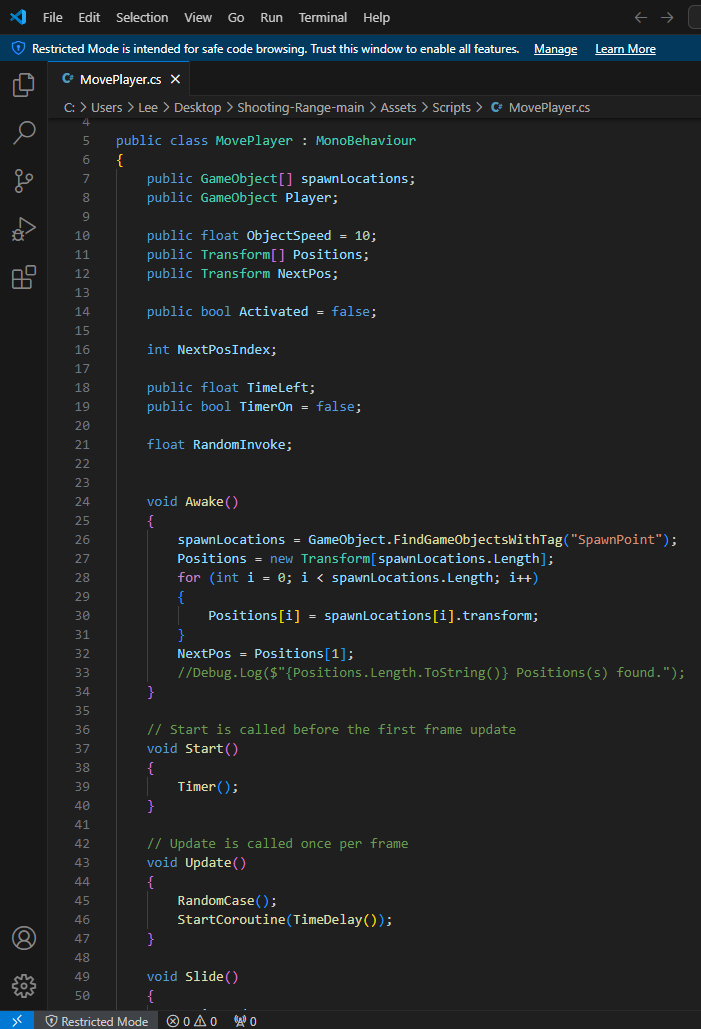 File Edit Selection View Go Run Terminal Help
Restricted Mode is intended for safe code browsing. Trust this window to enable all features. Manage Learn More
C# MovePlayer.cs ×
C: > Users > Lee > Desktop > Shooting-Range-main > Assets > Scripts > C# MovePlayer.cs
4
5 public class MovePlayer : MonoBehaviour
6 {
7 public GameObject[] spawnLocations;
8 public GameObject Player;
9
10 public float ObjectSpeed = 10;
11 public Transform[] Positions;
12 public Transform NextPos;
13
14 public bool Activated = false;
15
16 int NextPosIndex;
17
18 public float TimeLeft;
19 public bool TimerOn = false;
20
21 float RandomInvoke;
22
23
24 void Awake()
25 {
26 spawnLocations = GameObject.FindGameObjectsWithTag("SpawnPoint");
27 Positions = new Transform[spawnLocations.Length];
28 for (int i = 0; i < spawnLocations.Length; i++)
29 {
30 Positions[i] = spawnLocations[i].transform;
31 }
32 NextPos = Positions[1];
33 //Debug.Log($"{Positions.Length.ToString()} Positions(s) found.");
34 }
35
36 // Start is called before the first frame update
37 void Start()
38 {
39 Timer();
40 }
41
42 // Update is called once per frame
43 void Update()
44 {
45 RandomCase();
46 StartCoroutine(TimeDelay());
47 }
48
49 void Slide()
50 {
Restricted Mode 0 0 0